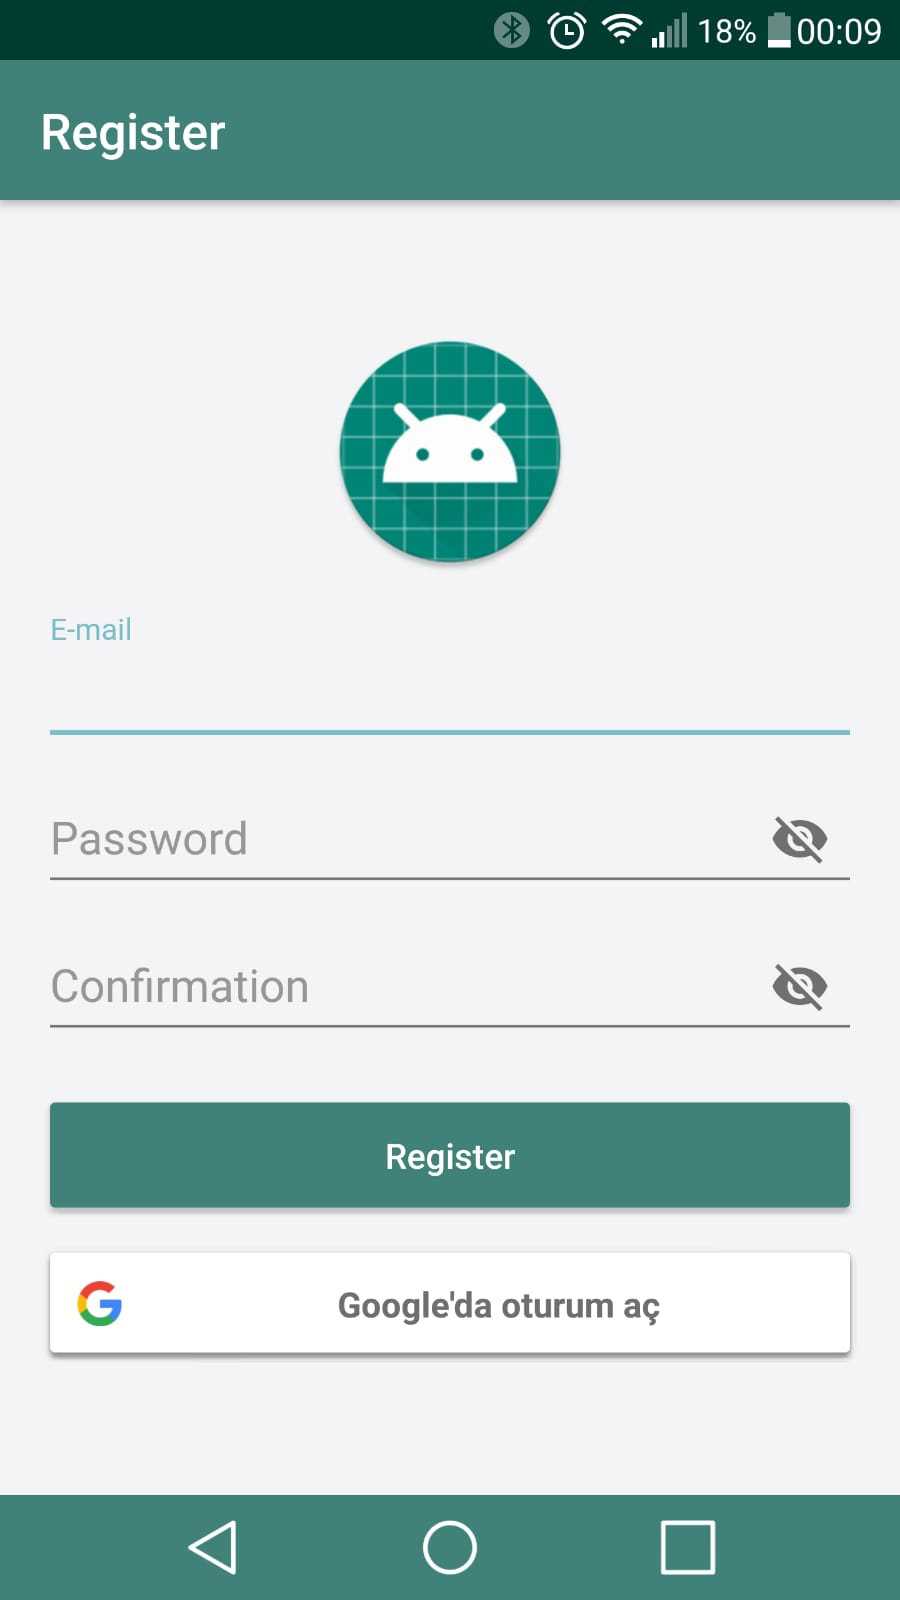 18% 00:09
Register
E-mail
Password
Confirmation
Register
Google'da oturum aç